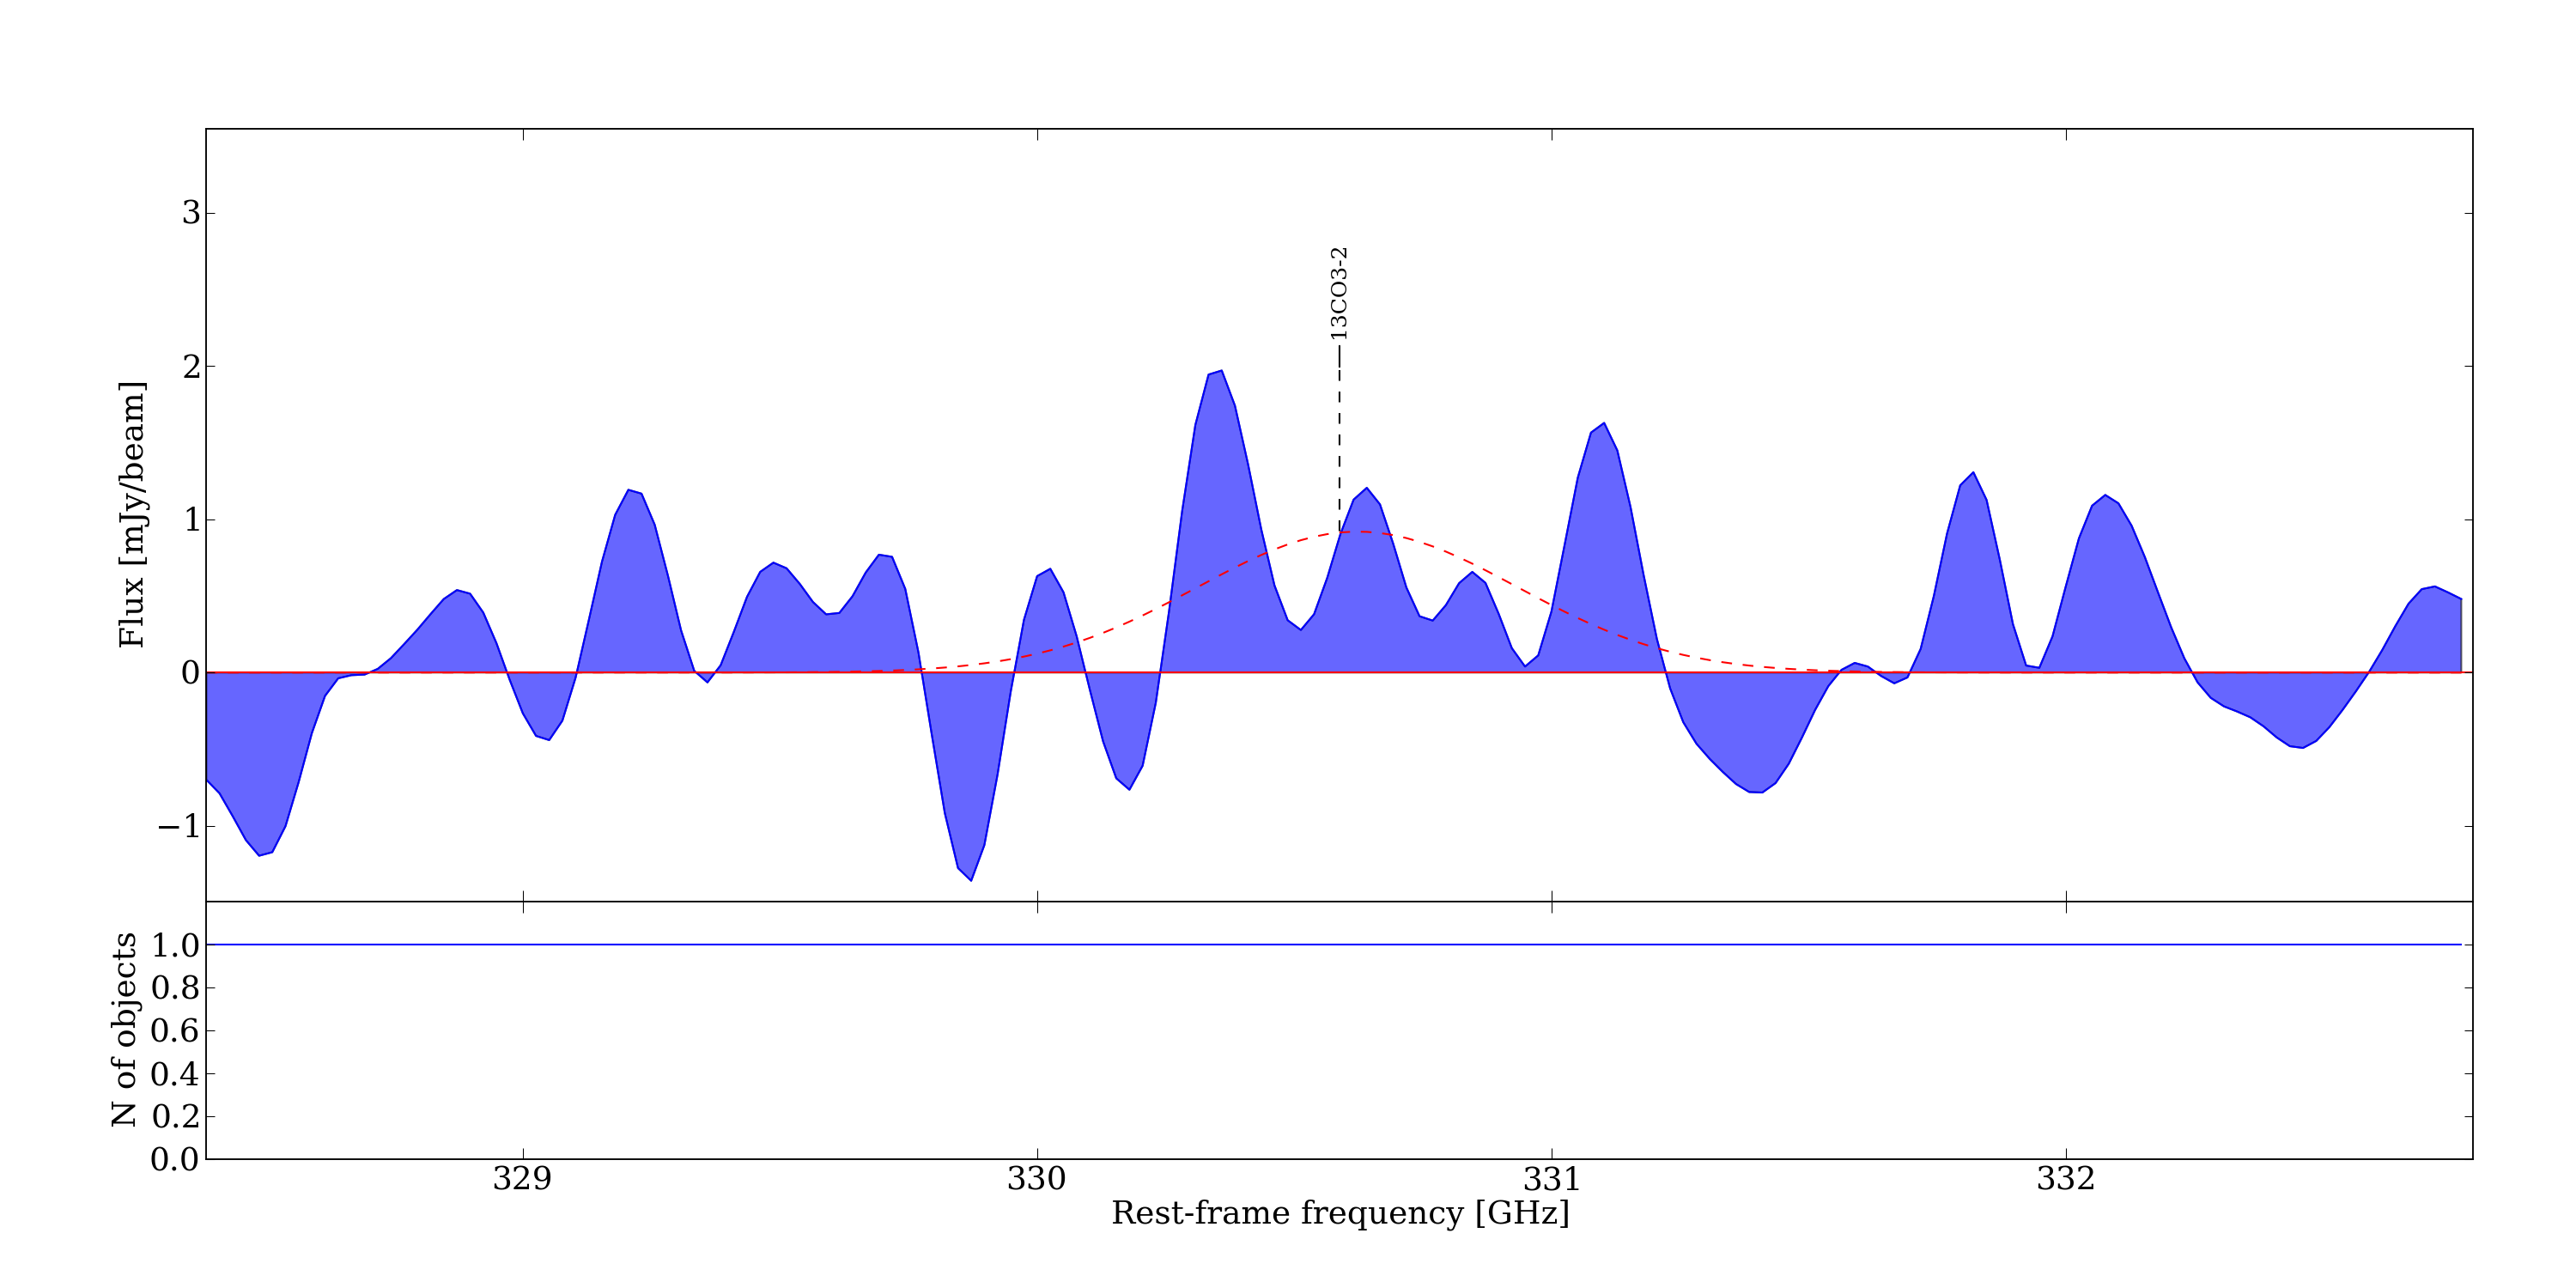 3
2
1
0
−1
Flux [mJy/beam]
13CO3-2
1.0
0.8
0.6
0.4
0.2
0.0
N of objects
329 330 331 332
Rest-frame frequency [GHz]